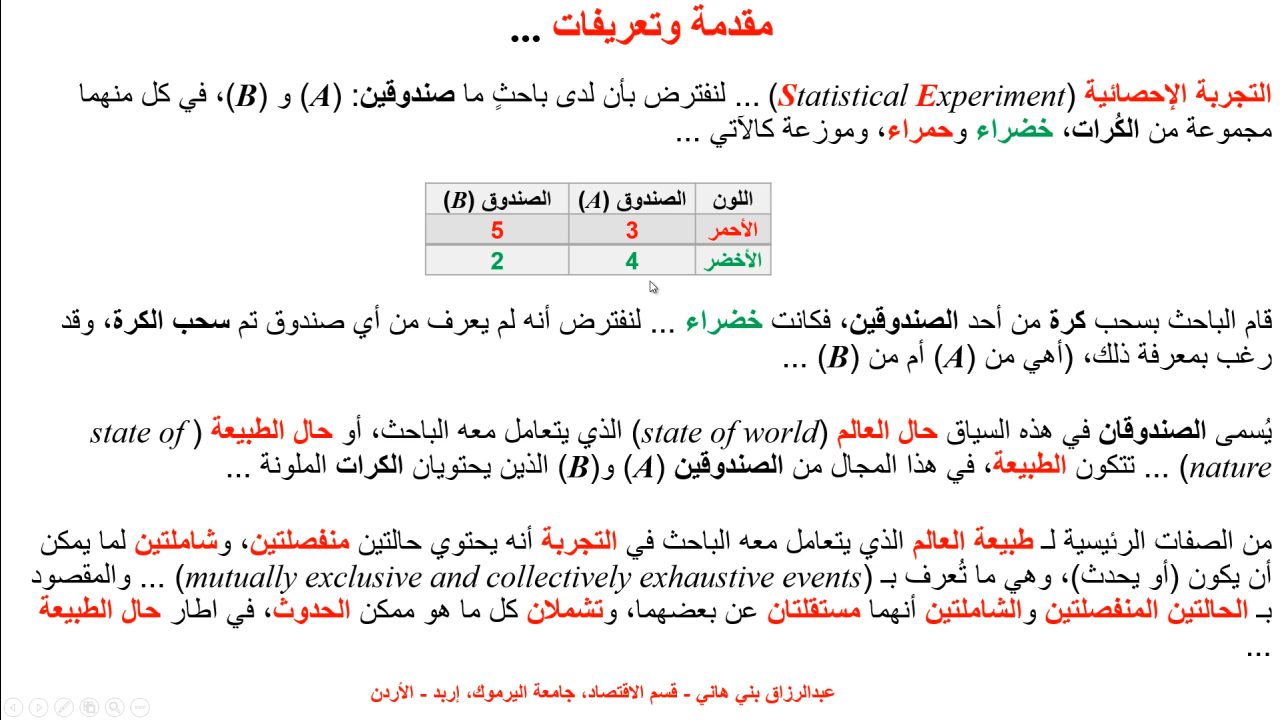 مقدمة وتعريفات ...
التجربة الإحصائية (Statistical Experiment) ... لنفترض بأن لدى باحثٍ ما صندوقين: (A) و (B)، في كل منهما
مجموعة من الكُرات، خضراء وحمراء، وموزعة كالآتي ...
اللون الصندوق (A) الصندوق (B)
الأحمر 3 5
الأخضر 4 2
قام الباحث بسحب كرة من أحد الصندوقين، فكانت خضراء ... لنفترض أنه لم يعرف من أي صندوق تم سحب الكرة، وقد
رغب بمعرفة ذلك، (أهي من (A) أم من (B) ...
يُسمى الصندوقان في هذه السياق حال العالم (state of world) الذي يتعامل معه الباحث، أو حال الطبيعة (state of
nature) ... تتكون الطبيعة، في هذا المجال من الصندوقين (A) و(B) الذين يحتويان الكرات الملونة ...
من الصفات الرئيسية لـ طبيعة العالم الذي يتعامل معه الباحث في التجربة أنه يحتوي حالتين منفصلتين، وشاملتين لما يمكن
أن يكون (أو يحدث)، وهي ما تُعرف بـ (mutually exclusive and collectively exhaustive events) ... والمقصود
بـ الحالتين المنفصلتين والشاملتين أنهما مستقلتان عن بعضهما، وتشملان كل ما هو ممكن الحدوث، في اطار حال الطبيعة
...
عبدالرزاق بني هاني - قسم الاقتصاد، جامعة اليرموك، إربد - الأردن